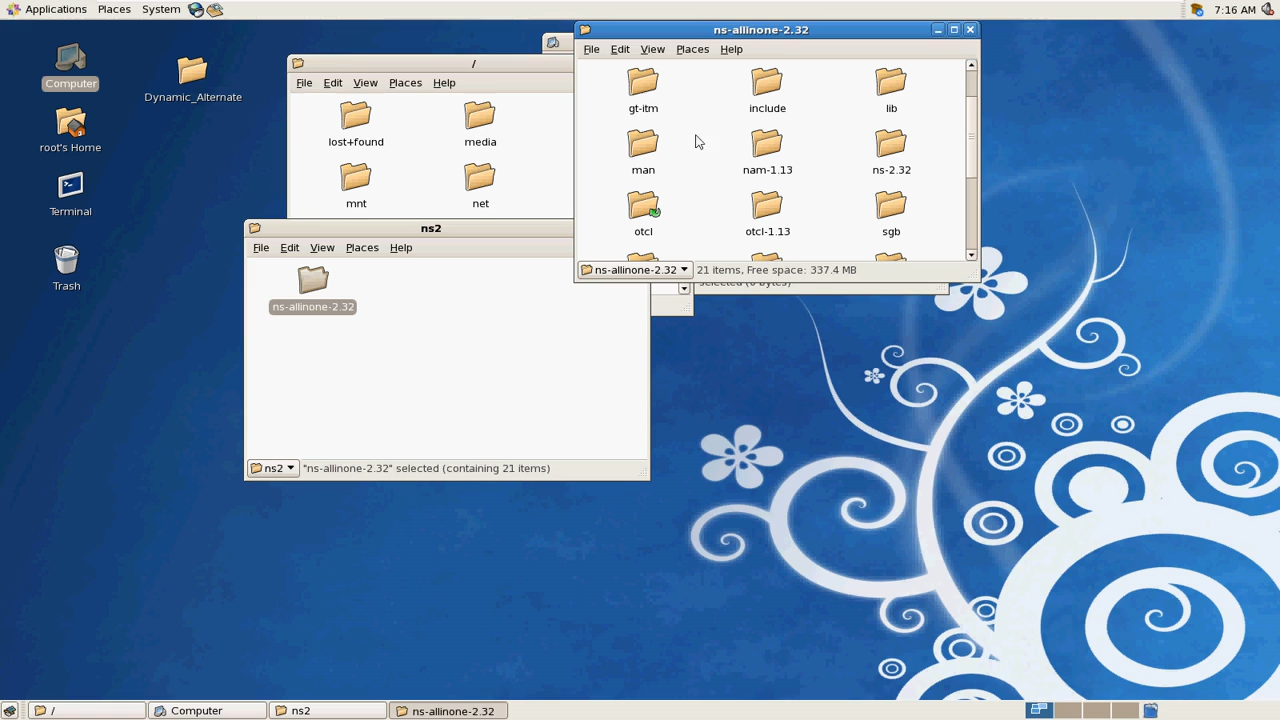 Applications Places System
7:16 AM
Computer
Dynamic_Alternate
root's Home
Terminal
Trash
/
File Edit View Places Help
lost+found media
mnt net
ns-allinone-2.32
File Edit View Places Help
gt-itm include lib
man nam-1.13 ns-2.32
otcl otcl-1.13 sgb
ns-allinone-2.32 21 items, Free space: 337.4 MB
ns2
File Edit View Places Help
ns-allinone-2.32
ns2 "ns-allinone-2.32" selected (containing 21 items)
/ Computer ns2 ns-allinone-2.32